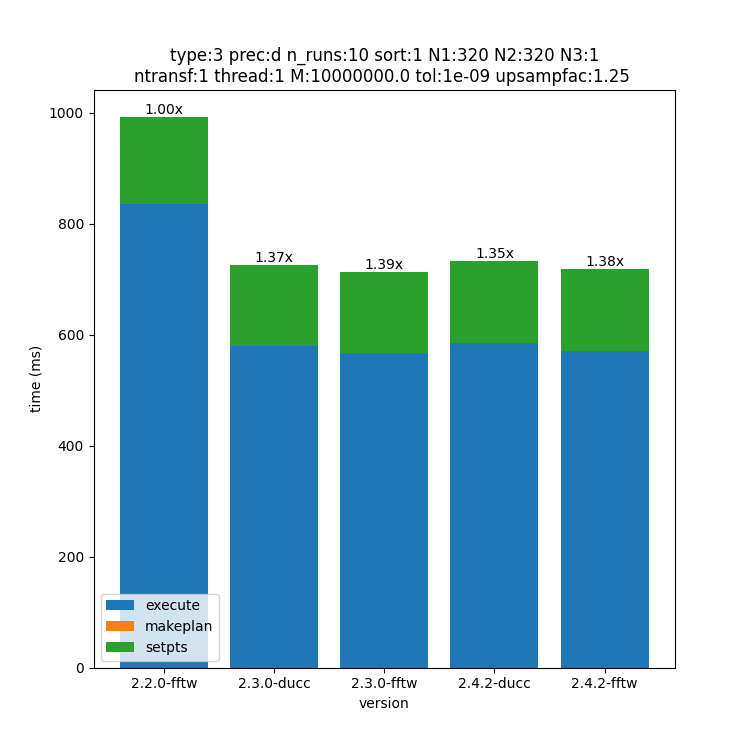 type:3 prec:d n_runs:10 sort:1 N1:320 N2:320 N3:1
ntransf:1 thread:1 M:10000000.0 tol:1e-09 upsampfac:1.25
1000
800
600
400
200
0
time (ms)
1.00x
1.37x
1.39x
1.35x
1.38x
execute
makeplan
setpts
2.2.0-fftw
2.3.0-ducc
2.3.0-fftw
2.4.2-ducc
2.4.2-fftw
version